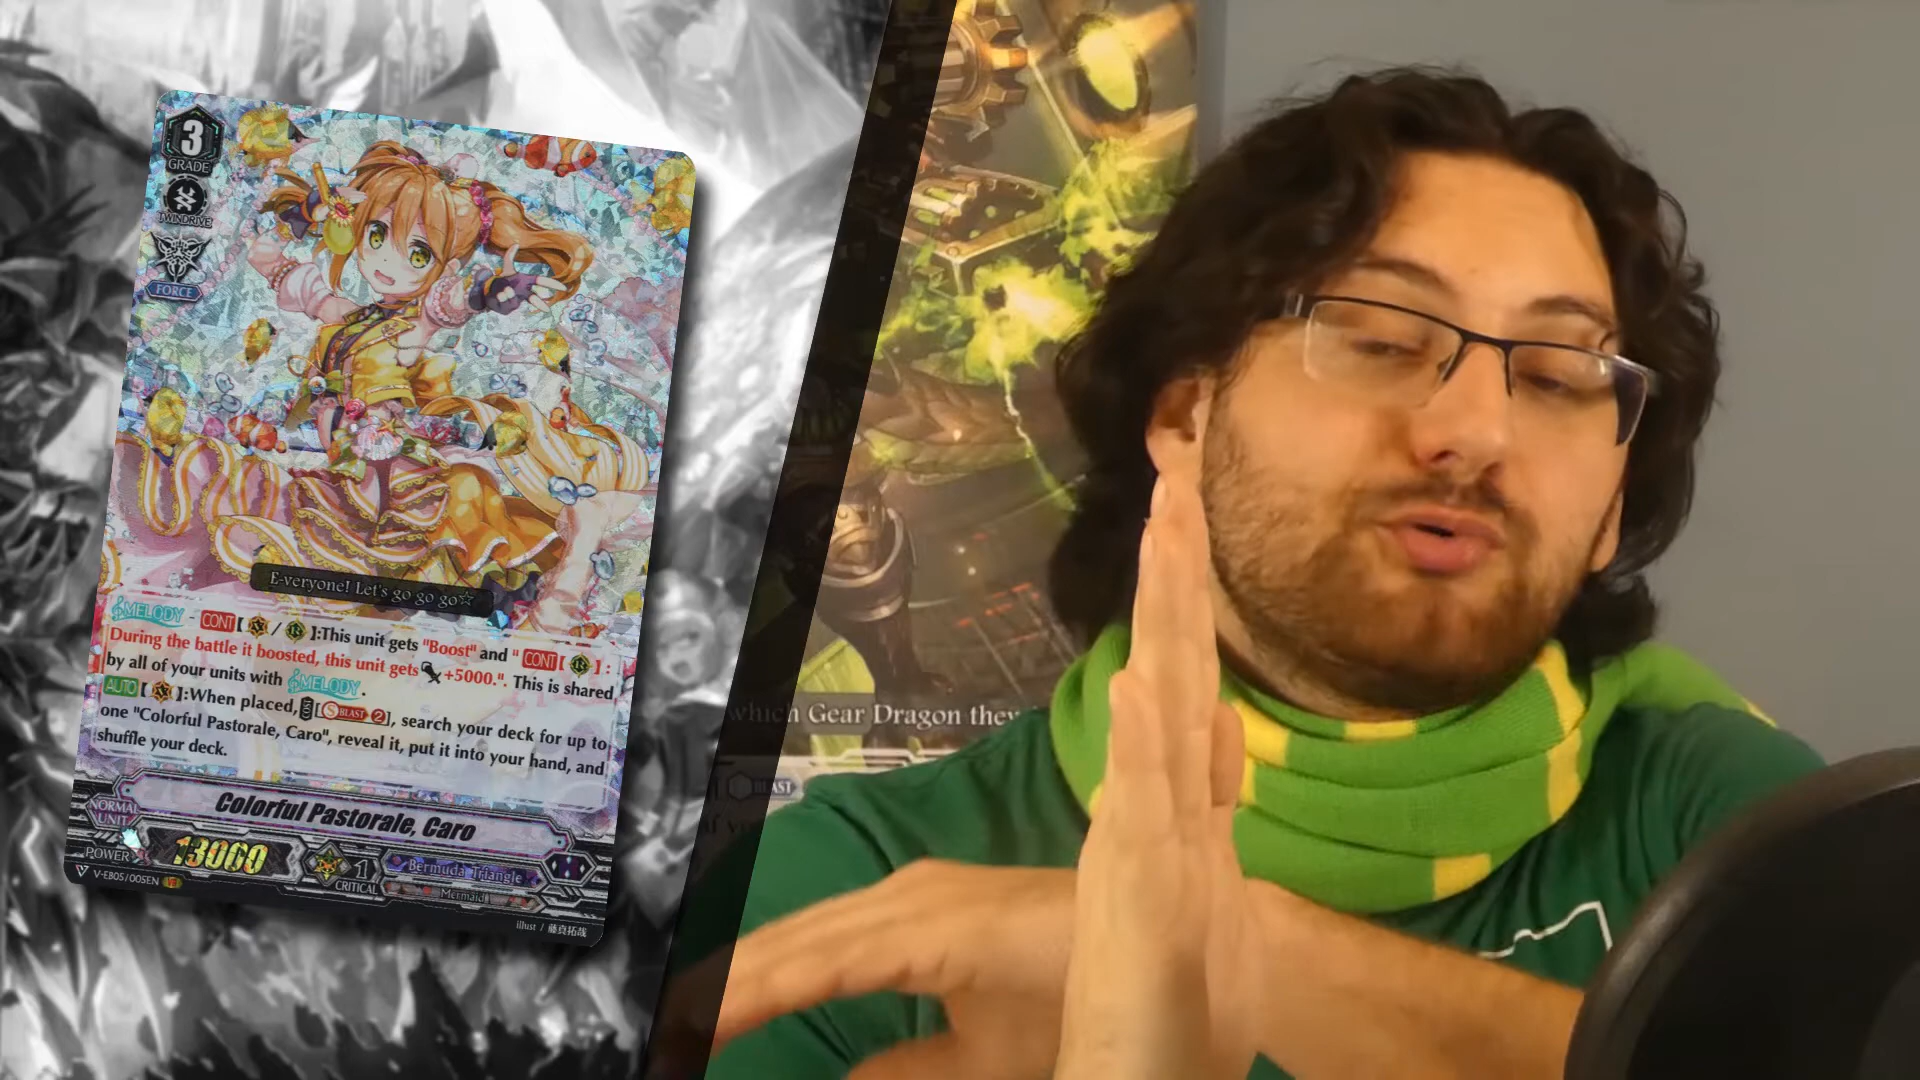 3
GRADE
TWINDRIVE
FORCE
E-veryone! Let's go go go☆
MELODY - CONT【 / 】:This unit gets "Boost" and " CONT【 】:
During the battle it boosted, this unit gets +5000.". This is shared
by all of your units with MELODY.
AUTO【 】:When placed, COST [S BLAST 2], search your deck for up to
one "Colorful Pastorale, Caro", reveal it, put it into your hand, and
shuffle your deck.
Colorful Pastorale, Caro
NORMAL
UNIT
POWER 13000 1
CRITICAL
Bermuda Triangle
Mermaid
V-EB05/005EN VR
illust / 藤真拓哉
which Gear Dragon they
BLAST